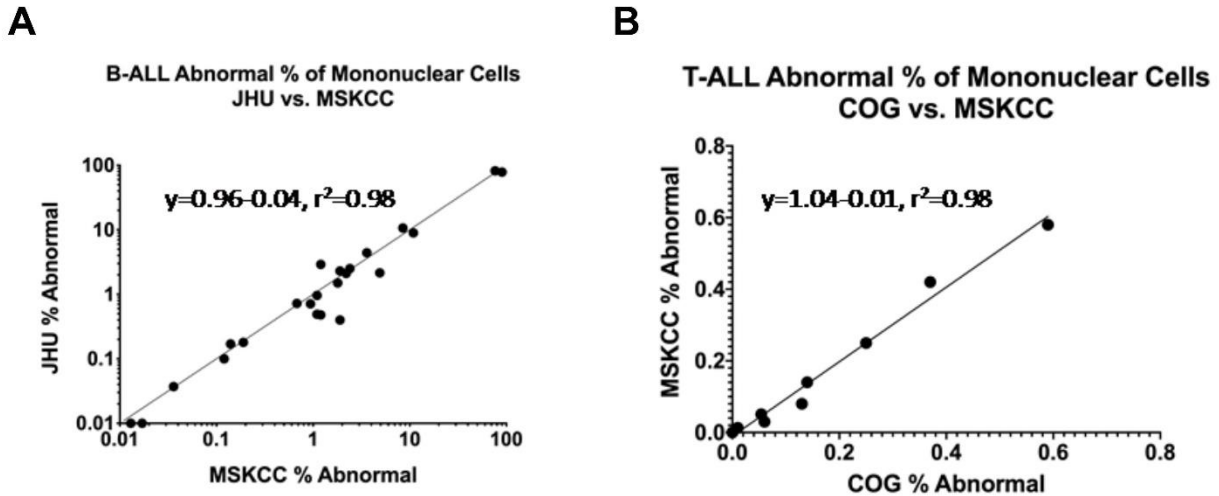 A
B-ALL Abnormal % of Mononuclear Cells
JHU vs. MSKCC
y=0.96-0.04, r²=0.98
JHU % Abnormal
100
10
1
0.1
0.01
0.01
0.1
1
10
100
MSKCC % Abnormal
B
T-ALL Abnormal % of Mononuclear Cells
COG vs. MSKCC
y=1.04-0.01, r²=0.98
MSKCC % Abnormal
0.8
0.6
0.4
0.2
0.0
0.0
0.2
0.4
0.6
0.8
COG % Abnormal